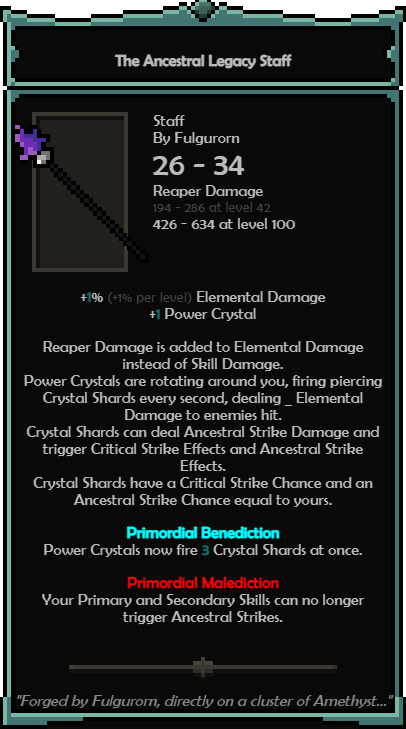 The Ancestral Legacy Staff
Staff
By Fulgurorn
26 - 34
Reaper Damage
194 - 286 at level 42
426 - 634 at level 100
+1% (+1% per level) Elemental Damage
+1 Power Crystal
Reaper Damage is added to Elemental Damage
instead of Skill Damage.
Power Crystals are rotating around you, firing piercing
Crystal Shards every second, dealing _ Elemental
Damage to enemies hit.
Crystal Shards can deal Ancestral Strike Damage and
trigger Critical Strike Effects and Ancestral Strike
Effects.
Crystal Shards have a Critical Strike Chance and an
Ancestral Strike Chance equal to yours.
Primordial Benediction
Power Crystals now fire 3 Crystal Shards at once.
Primordial Malediction
Your Primary and Secondary Skills can no longer
trigger Ancestral Strikes.
"Forged by Fulgurorn, directly on a cluster of Amethyst..."